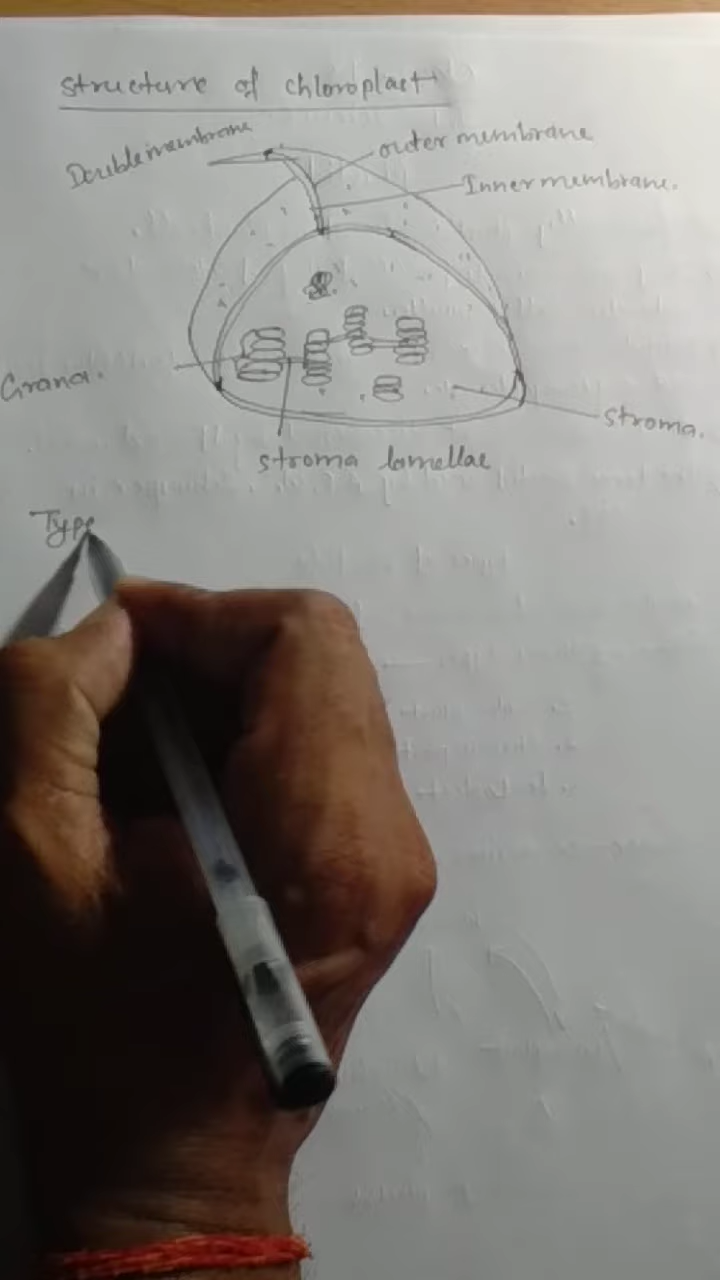 structure of chloroplast
Double membrane
outer membrane
Inner membrane.
Grana.
stroma.
stroma lamellae
Type